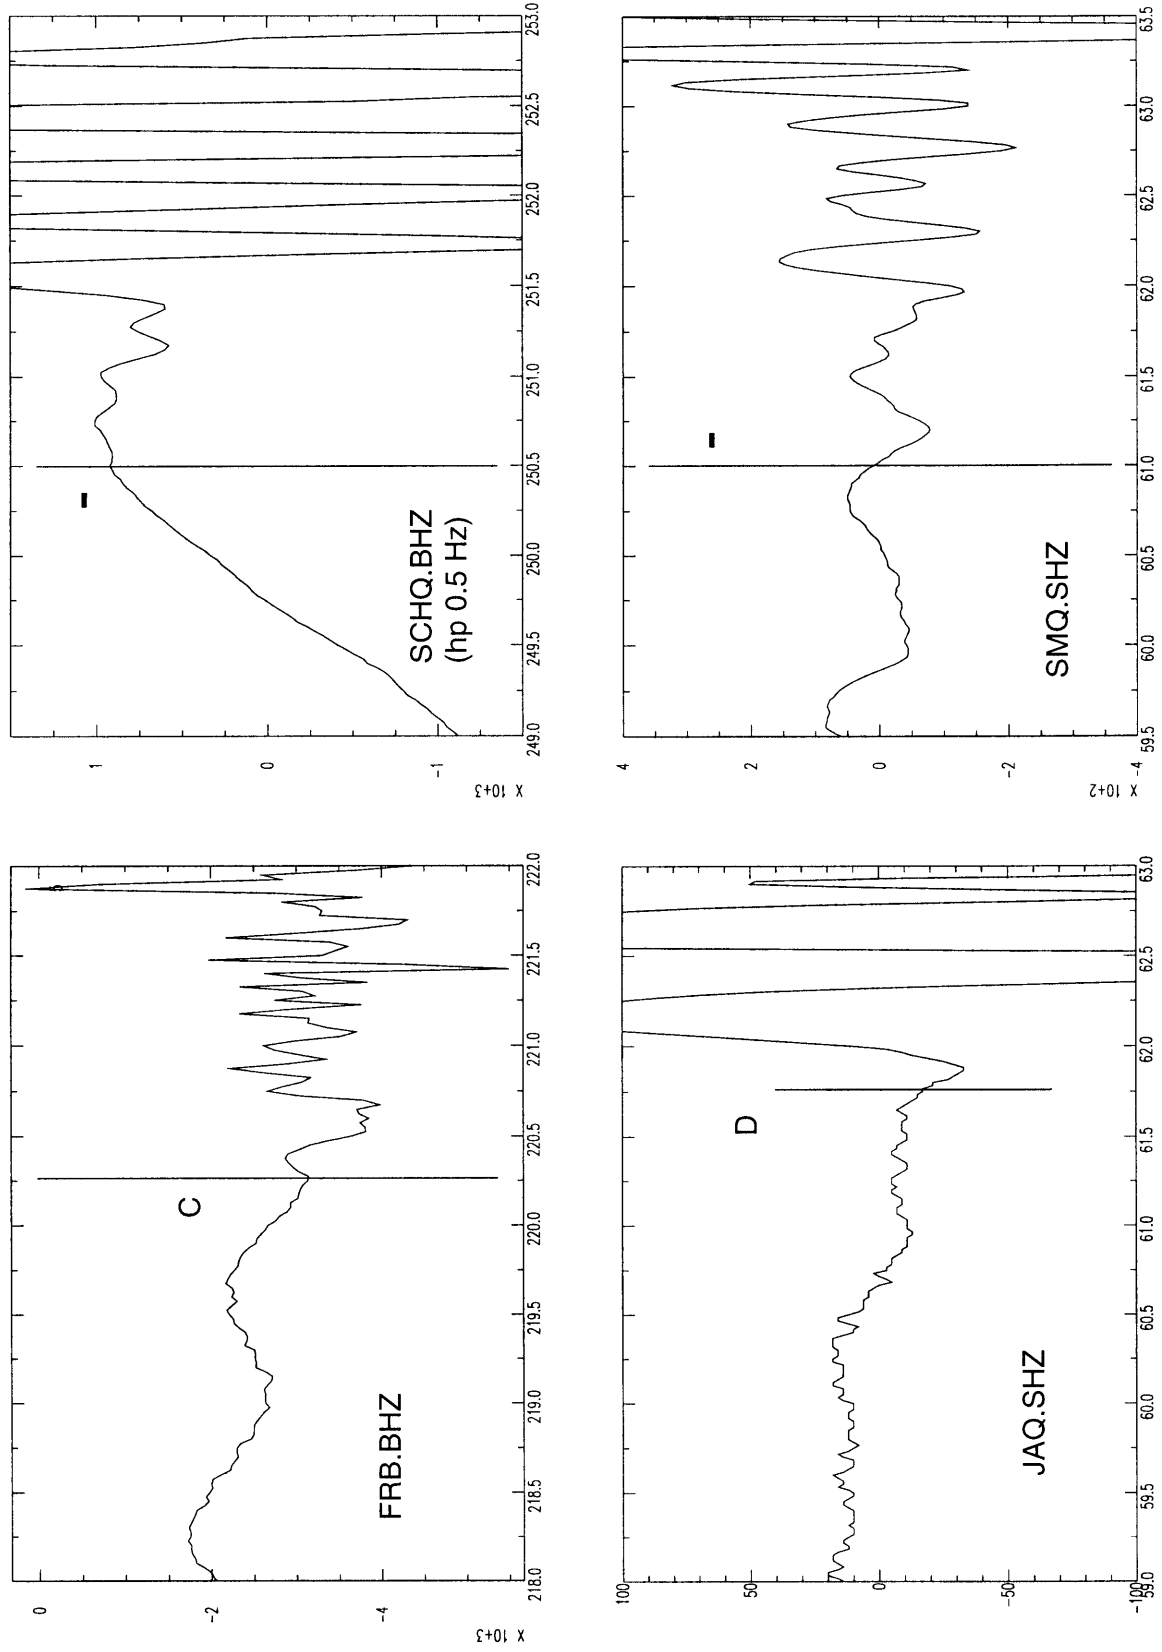 0
C
-2
-4
X 10+3
FRB.BHZ
218.0 218.5 219.0 219.5 220.0 220.5 221.0 221.5 222.0
I
1
0
-1
X 10+3
SCHQ.BHZ
(hp 0.5 Hz)
249.0 249.5 250.0 250.5 251.0 251.5 252.0 252.5 253.0
100
50
D
0
-50
-100
JAQ.SHZ
59.0 59.5 60.0 60.5 61.0 61.5 62.0 62.5 63.0
4
I
2
0
-2
-4
X 10+2
SMQ.SHZ
59.5 60.0 60.5 61.0 61.5 62.0 62.5 63.0 63.5